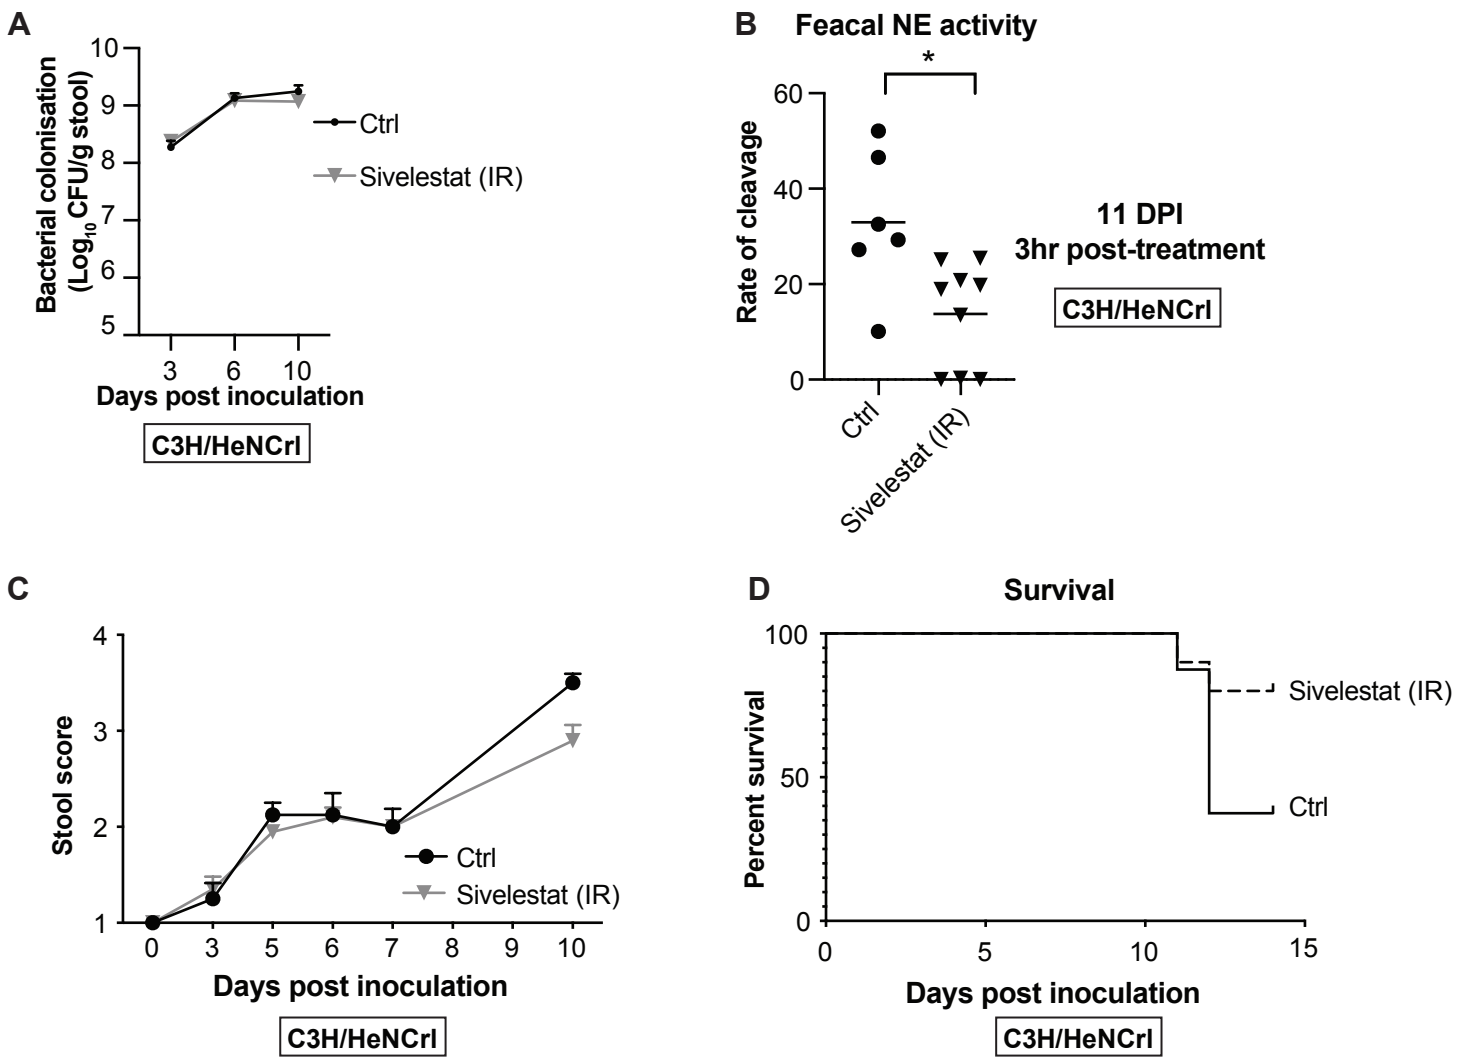 A
10
9
8
7
6
5
Bacterial colonisation
(Log10 CFU/g stool)
Ctrl
Sivelestat (IR)
3 6 10
Days post inoculation
C3H/HeNCrl
B
Feacal NE activity
*
60
40
20
0
Rate of cleavage
11 DPI
3hr post-treatment
C3H/HeNCrl
Ctrl
Sivelestat (IR)
C
4
3
2
1
Stool score
Ctrl
Sivelestat (IR)
0 3 5 6 7 8 9 10
Days post inoculation
C3H/HeNCrl
D
Survival
100
50
0
Percent survival
Sivelestat (IR)
Ctrl
0 5 10 15
Days post inoculation
C3H/HeNCrl